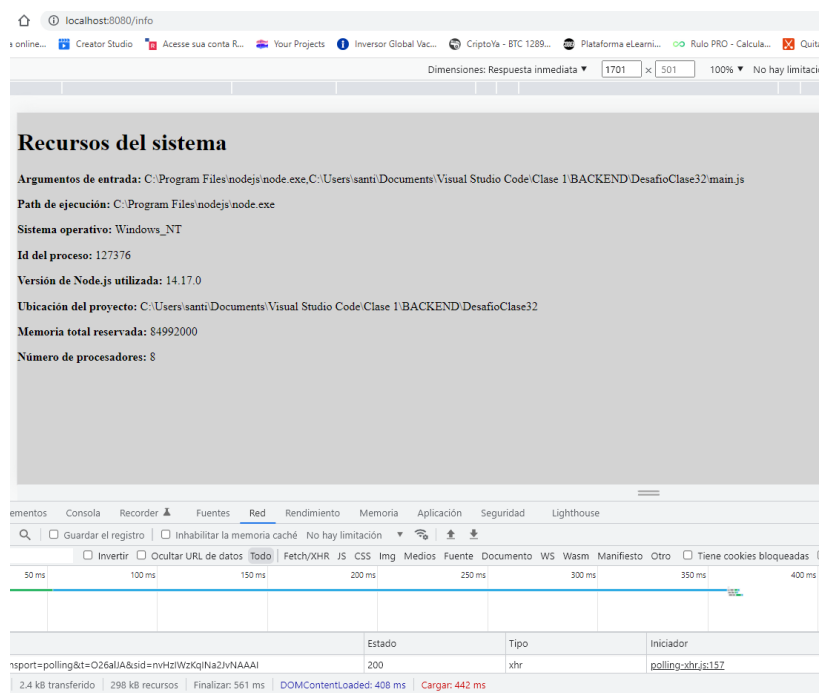 localhost:8080/info
a online... Creator Studio Acesse sua conta R... Your Projects Inversor Global Vac... CriptoYa - BTC 1289... Plataforma eLearni... Rulo PRO - Calcula... Quita
Dimensiones: Respuesta inmediata ▼ 1701 × 501 100% ▼ No hay limitació
Recursos del sistema
Argumentos de entrada: C:\Program Files\nodejs\node.exe,C:\Users\santi\Documents\Visual Studio Code\Clase 1\BACKEND\DesafioClase32\main.js
Path de ejecución: C:\Program Files\nodejs\node.exe
Sistema operativo: Windows_NT
Id del proceso: 127376
Versión de Node.js utilizada: 14.17.0
Ubicación del proyecto: C:\Users\santi\Documents\Visual Studio Code\Clase 1\BACKEND\DesafioClase32
Memoria total reservada: 84992000
Número de procesadores: 8
ementos Consola Recorder Fuentes Red Rendimiento Memoria Aplicación Seguridad Lighthouse
Guardar el registro Inhabilitar la memoria caché No hay limitación ▼
Invertir Ocultar URL de datos Todo Fetch/XHR JS CSS Img Medios Fuente Documento WS Wasm Manifiesto Otro Tiene cookies bloqueadas
50 ms 100 ms 150 ms 200 ms 250 ms 300 ms 350 ms 400 ms
Estado Tipo Iniciador
nsport=polling&t=O26alJA&sid=nvHzIWzKqINa2JvNAAAI 200 xhr polling-xhr.js:157
2.4 kB transferido 298 kB recursos Finalizar: 561 ms DOMContentLoaded: 408 ms Cargar: 442 ms